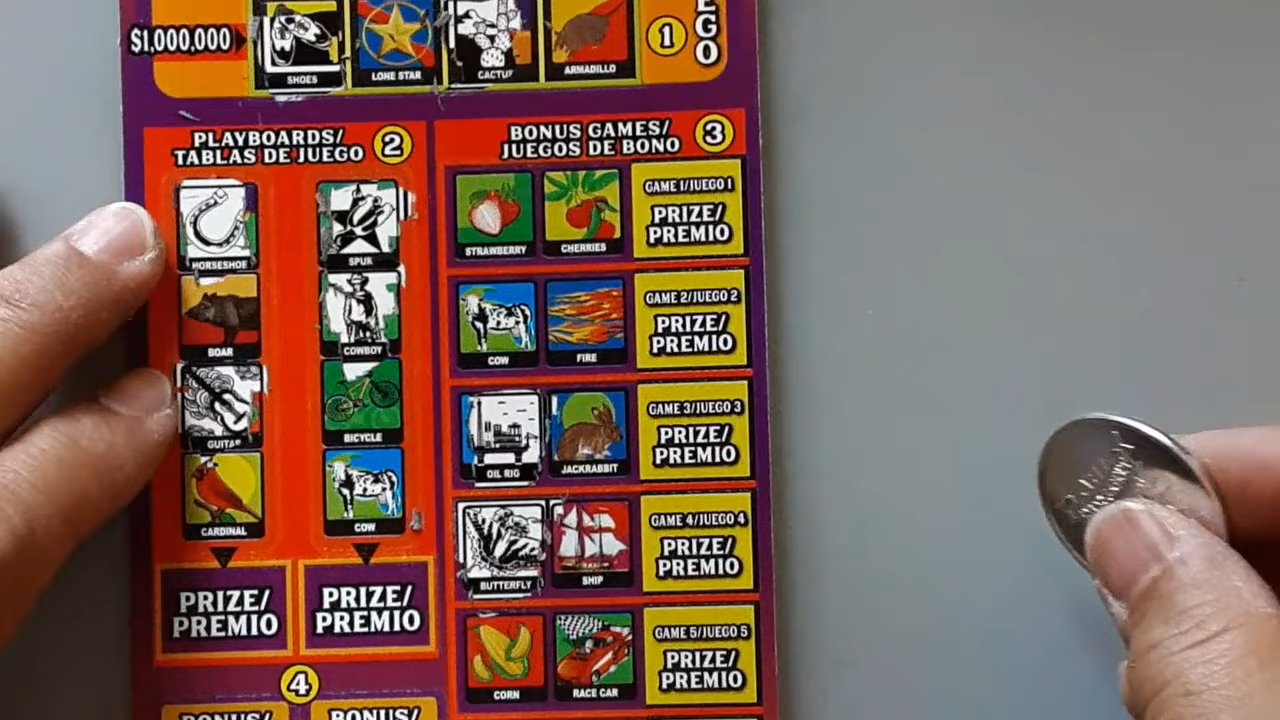 $1,000,000
SHOES
LONE STAR
CACTUS
ARMADILLO
1
EGO
PLAYBOARDS/
TABLAS DE JUEGO
2
HORSESHOE
SPUR
BOAR
COWBOY
GUITAR
BICYCLE
CARDINAL
COW
PRIZE/
PREMIO
PRIZE/
PREMIO
4
BONUS/
BONUS/
BONUS GAMES/
JUEGOS DE BONO
3
STRAWBERRY
CHERRIES
GAME 1/JUEGO 1
PRIZE/
PREMIO
COW
FIRE
GAME 2/JUEGO 2
PRIZE/
PREMIO
OIL RIG
JACKRABBIT
GAME 3/JUEGO 3
PRIZE/
PREMIO
BUTTERFLY
SHIP
GAME 4/JUEGO 4
PRIZE/
PREMIO
CORN
RACE CAR
GAME 5/JUEGO 5
PRIZE/
PREMIO